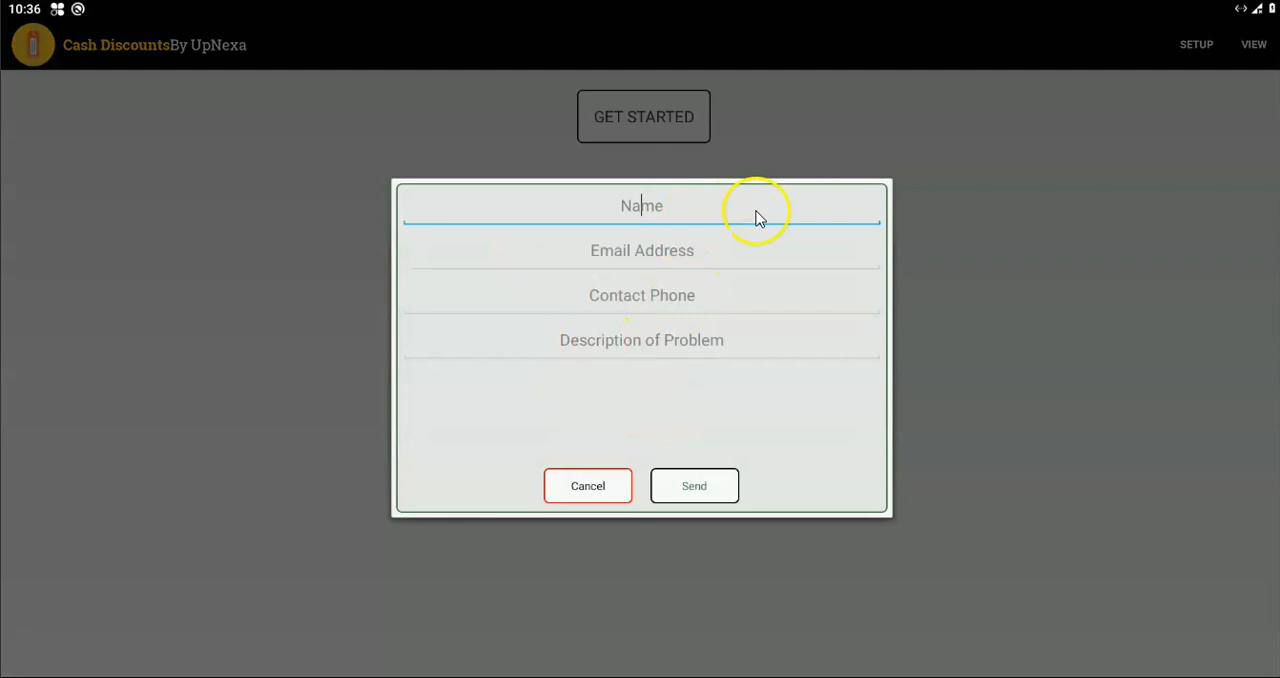 10:36
Cash DiscountsBy UpNexa
SETUP
VIEW
GET STARTED
Name
Email Address
Contact Phone
Description of Problem
Cancel
Send